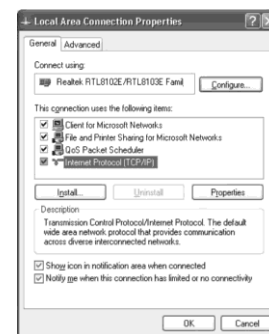 Local Area Connection Properties
General Advanced
Connect using:
Realtek RTL8102E/RTL8103E Famil
Configure...
This connection uses the following items:
Client for Microsoft Networks
File and Printer Sharing for Microsoft Networks
QoS Packet Scheduler
Internet Protocol (TCP/IP)
Install... Uninstall Properties
Description
Transmission Control Protocol/Internet Protocol. The default
wide area network protocol that provides communication
across diverse interconnected networks.
Show icon in notification area when connected
Notify me when this connection has limited or no connectivity
OK Cancel